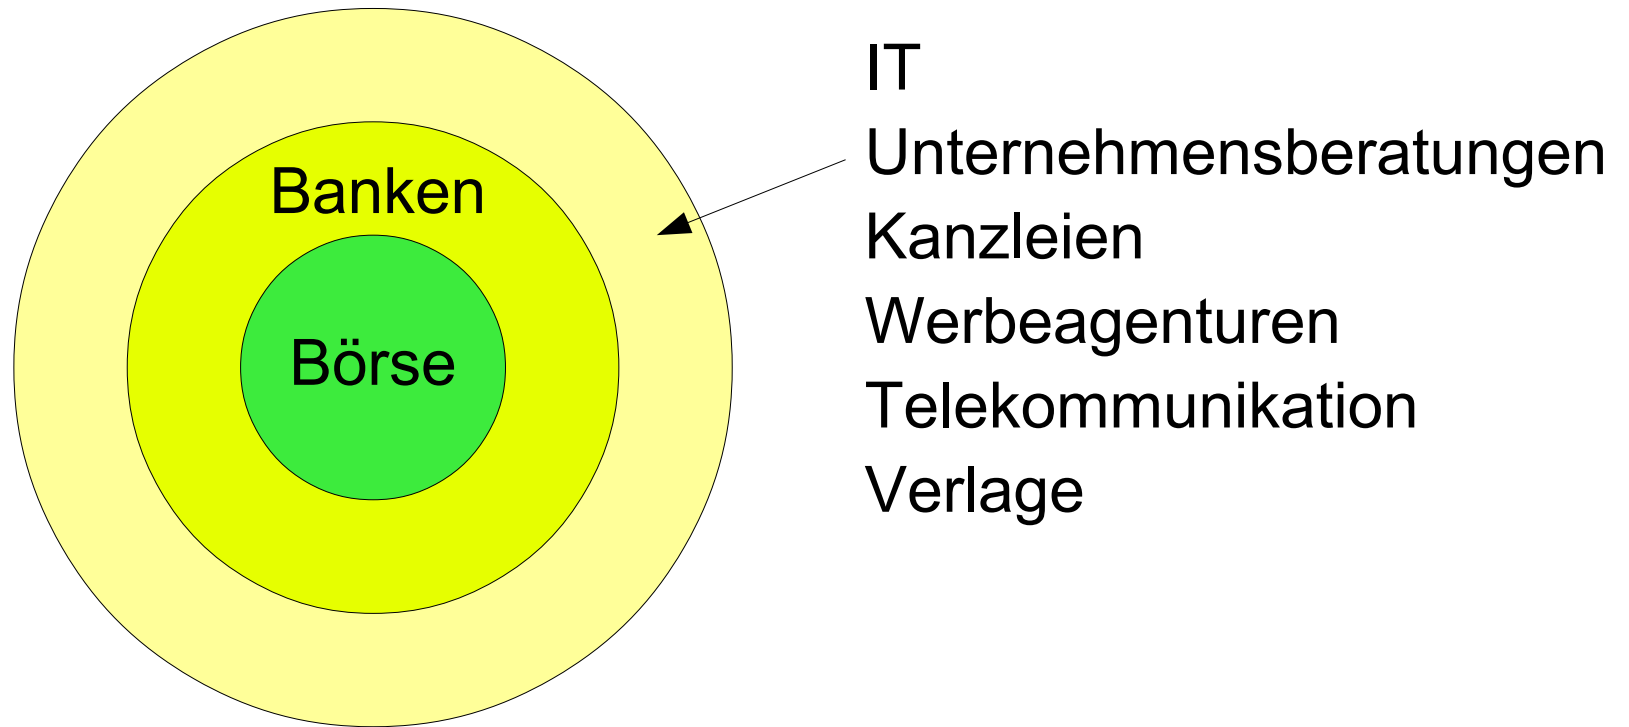 Banken
Börse
IT
Unternehmensberatungen
Kanzleien
Werbeagenturen
Telekommunikation
Verlage